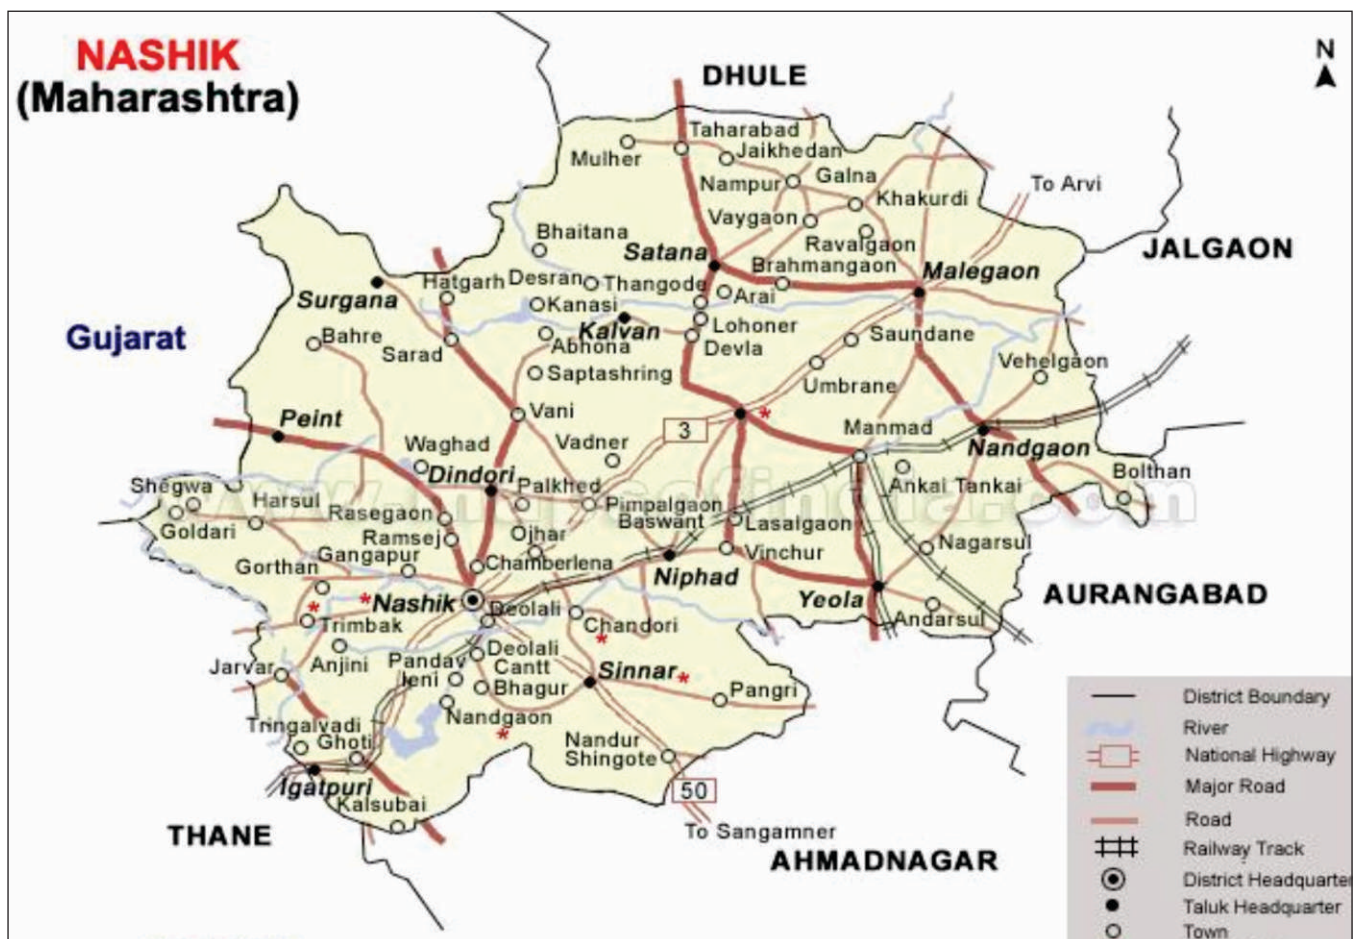 NASHIK
(Maharashtra)
N
DHULE
Taharabad
Mulher
Jaikhedan
Nampur
Galna
To Arvi
Khakurdi
Vaygaon
Bhaitana
Ravalgaon
JALGAON
Satana
Brahmangaon
Malegaon
Hatgarh
Desran
Thangode
Surgana
Kanasi
Arai
Gujarat
Bahre
Kalvan
Lohoner
Saundane
Sarad
Abhona
Devla
Vehelgaon
Saptashring
Umbrane
Peint
Vani
*
3
Manmad
Waghad
Vadner
Nandgaon
Dindori
Bolthan
Shegwa
Harsul
Palkhed
Ankai Tankai
www.mapsofindia.com
Goldari
Rasegaon
Pimpalgaon
Baswant
Lasalgaon
Ramsej
Ojhar
Nagarsul
Gangapur
Vinchur
Gorthan
Chamberlena
Niphad
* * Nashik
Deolali
Yeola
AURANGABAD
Trimbak
Chandori
Andarsul
*
Jarvar
Anjini
Pandav
leni
Deolali
Cantt
Sinnar *
Bhagur
Pangri
Tringalvadi
Nandgaon
*
Ghoti
Nandur
Shingote
Igatpuri
50
Kalsubai
THANE
To Sangamner
AHMADNAGAR
District Boundary
River
National Highway
Major Road
Road
Railway Track
District Headquarter
Taluk Headquarter
Town